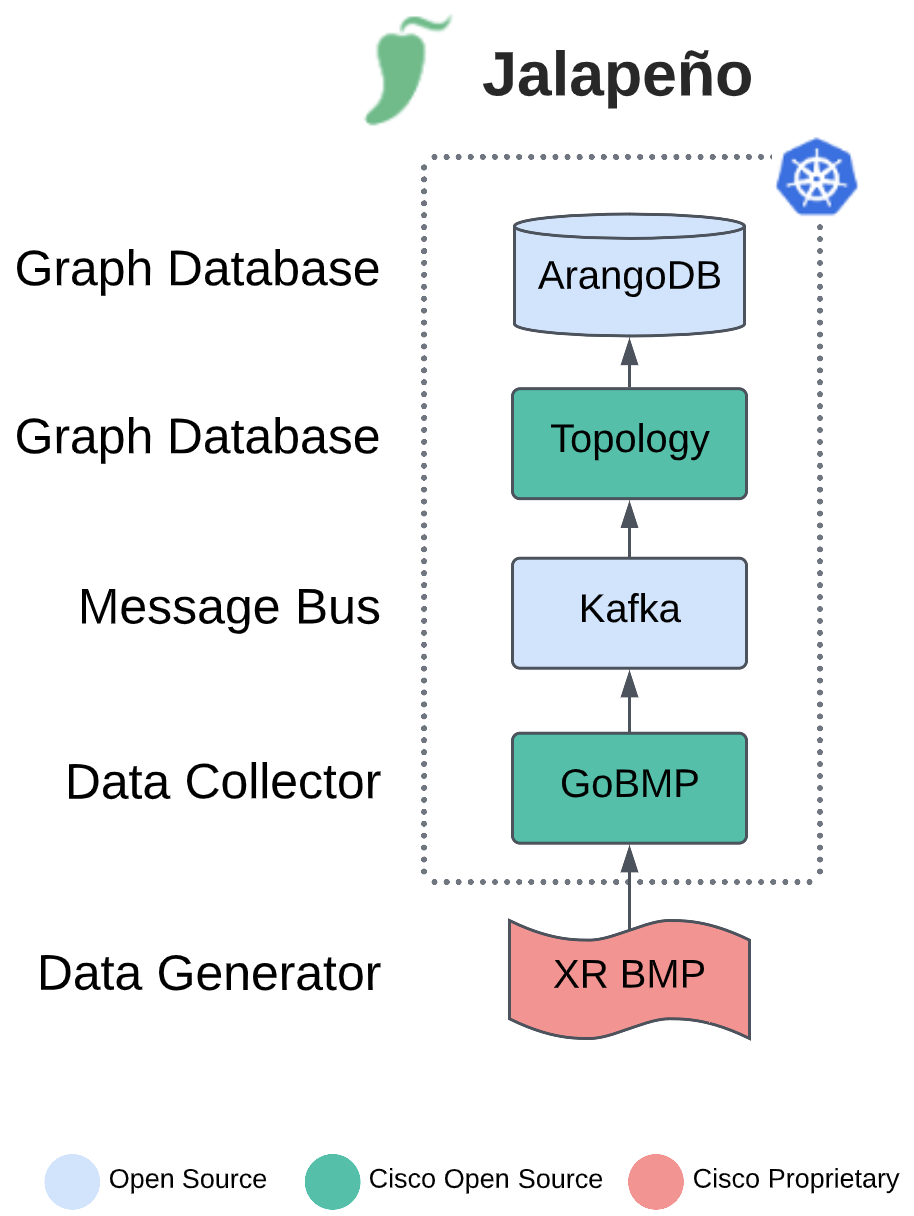 Jalapeño
Graph Database
ArangoDB
Graph Database
Topology
Message Bus
Kafka
Data Collector
GoBMP
Data Generator
XR BMP
Open Source
Cisco Open Source
Cisco Proprietary